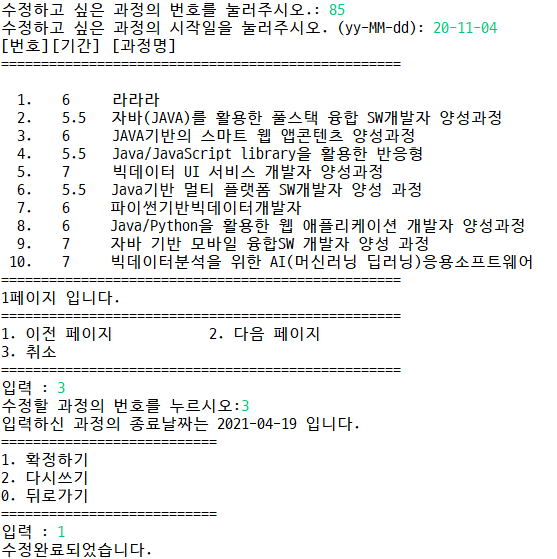 수정하고 싶은 과정의 번호를 눌러주시오.: 85
수정하고 싶은 과정의 시작일을 눌러주시오. (yy-MM-dd): 20-11-04
[번호][기간] [과정명]
==================================================
1. 6 라라라
2. 5.5 자바(JAVA)를 활용한 풀스택 융합 SW개발자 양성과정
3. 6 JAVA기반의 스마트 웹 앱콘텐츠 양성과정
4. 5.5 Java/JavaScript library을 활용한 반응형
5. 7 빅데이터 UI 서비스 개발자 양성과정
6. 5.5 Java기반 멀티 플랫폼 SW개발자 양성 과정
7. 6 파이썬기반빅데이터개발자
8. 6 Java/Python을 활용한 웹 애플리케이션 개발자 양성과정
9. 7 자바 기반 모바일 융합SW 개발자 양성 과정
10. 7 빅데이터분석을 위한 AI(머신러닝 딥러닝)응용소프트웨어
==================================================
1페이지 입니다.
==================================================
1. 이전 페이지 2. 다음 페이지
3. 취소
==================================================
입력 : 3
수정할 과정의 번호를 누르시오:3
입력하신 과정의 종료날짜는 2021-04-19 입니다.
===========================
1. 확정하기
2. 다시쓰기
0. 뒤로가기
===========================
입력 : 1
수정완료되었습니다.